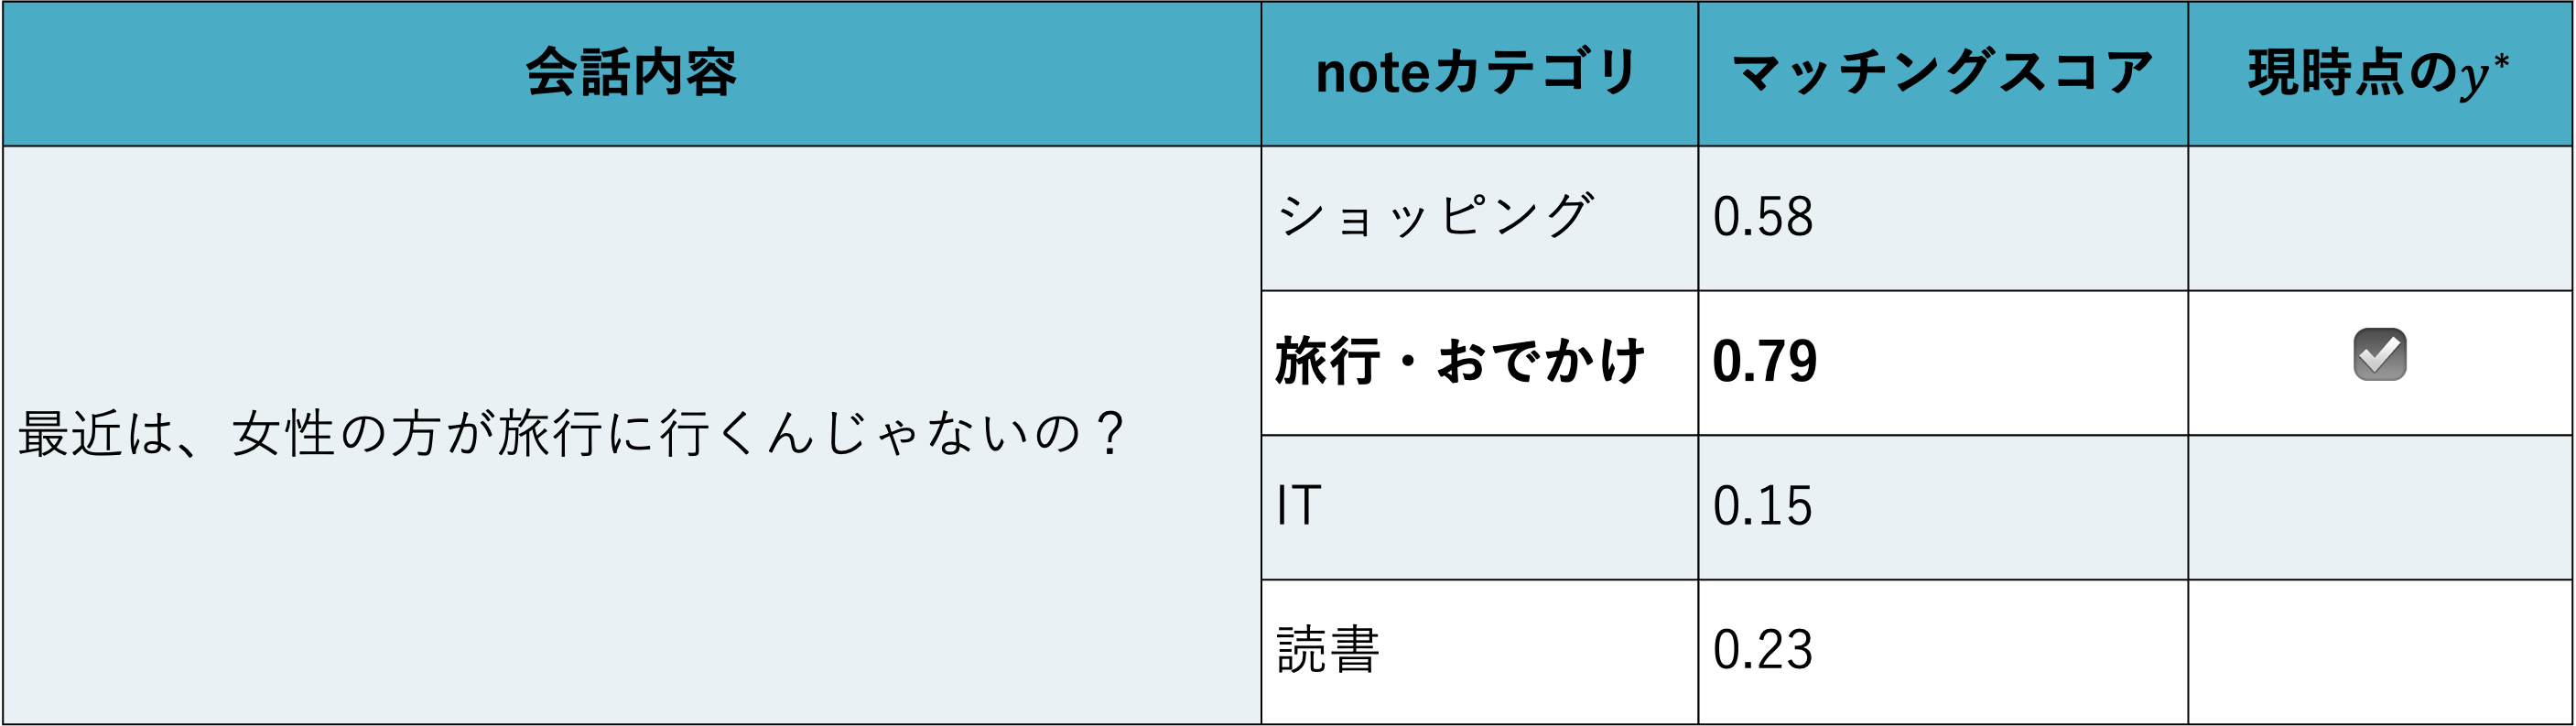 会話内容 noteカテゴリ マッチングスコア 現時点のy*
ショッピング 0.58
旅行・おでかけ 0.79
最近は、女性の方が旅行に行くんじゃないの？
IT 0.15
読書 0.23